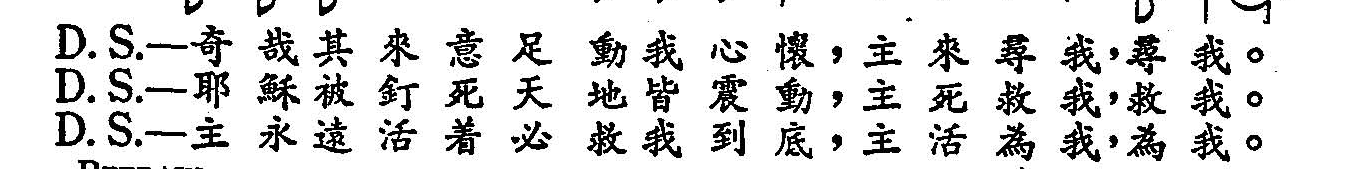 D. S.—奇哉其來意足動我心懷，主來尋我，尋我。
D. S.—耶穌被釘死天地皆震動，主死救我，救我。
D. S.—主永遠活着必救我到底，主活為我，為我。